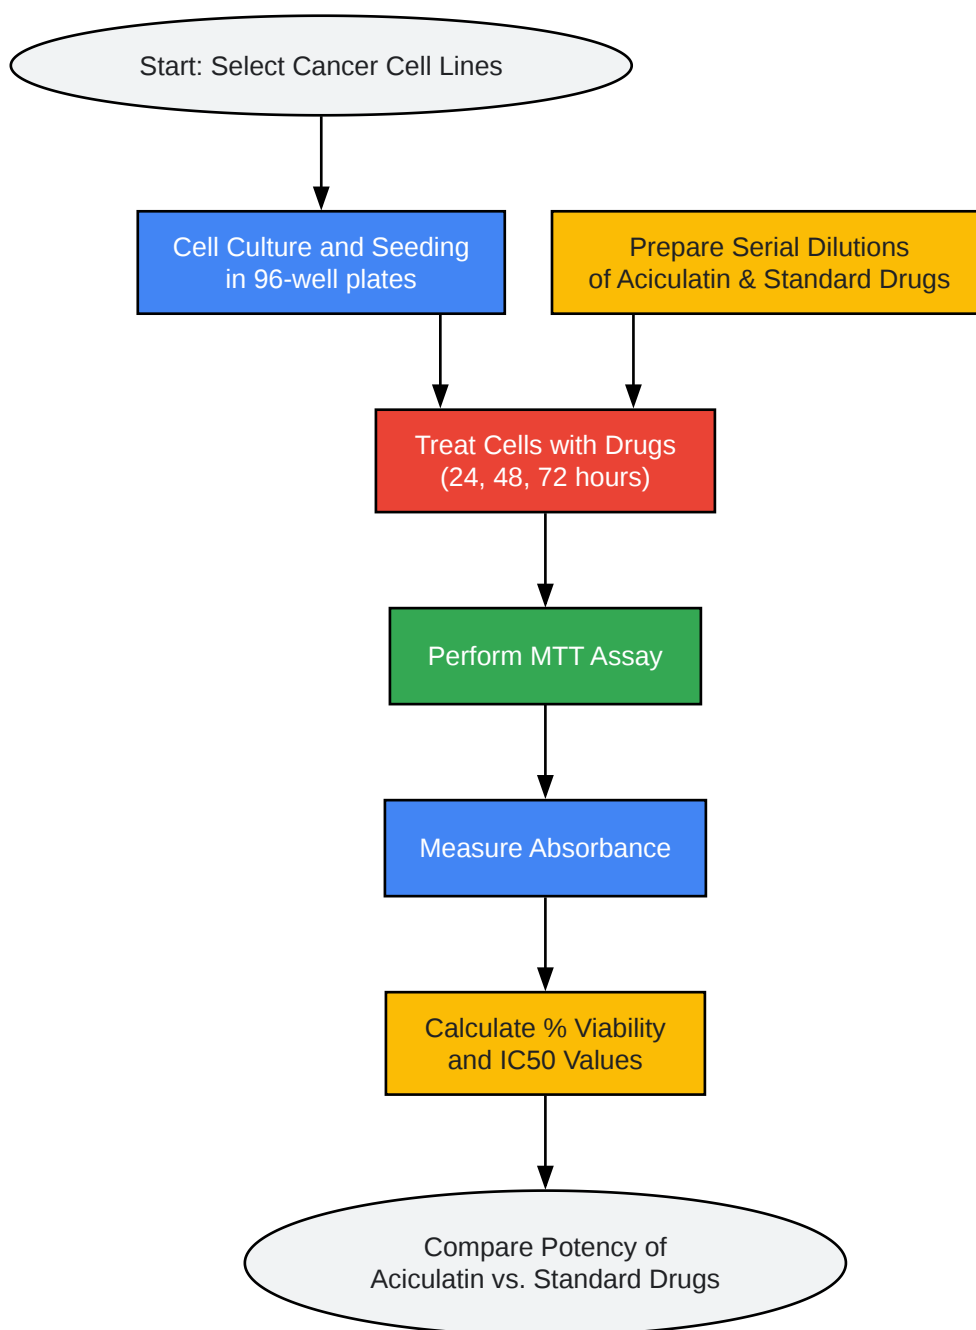 Start: Select Cancer Cell Lines
Cell Culture and Seeding
in 96-well plates
Prepare Serial Dilutions
of Aciculatin & Standard Drugs
Treat Cells with Drugs
(24, 48, 72 hours)
Perform MTT Assay
Measure Absorbance
Calculate % Viability
and IC50 Values
Compare Potency of
Aciculatin vs. Standard Drugs